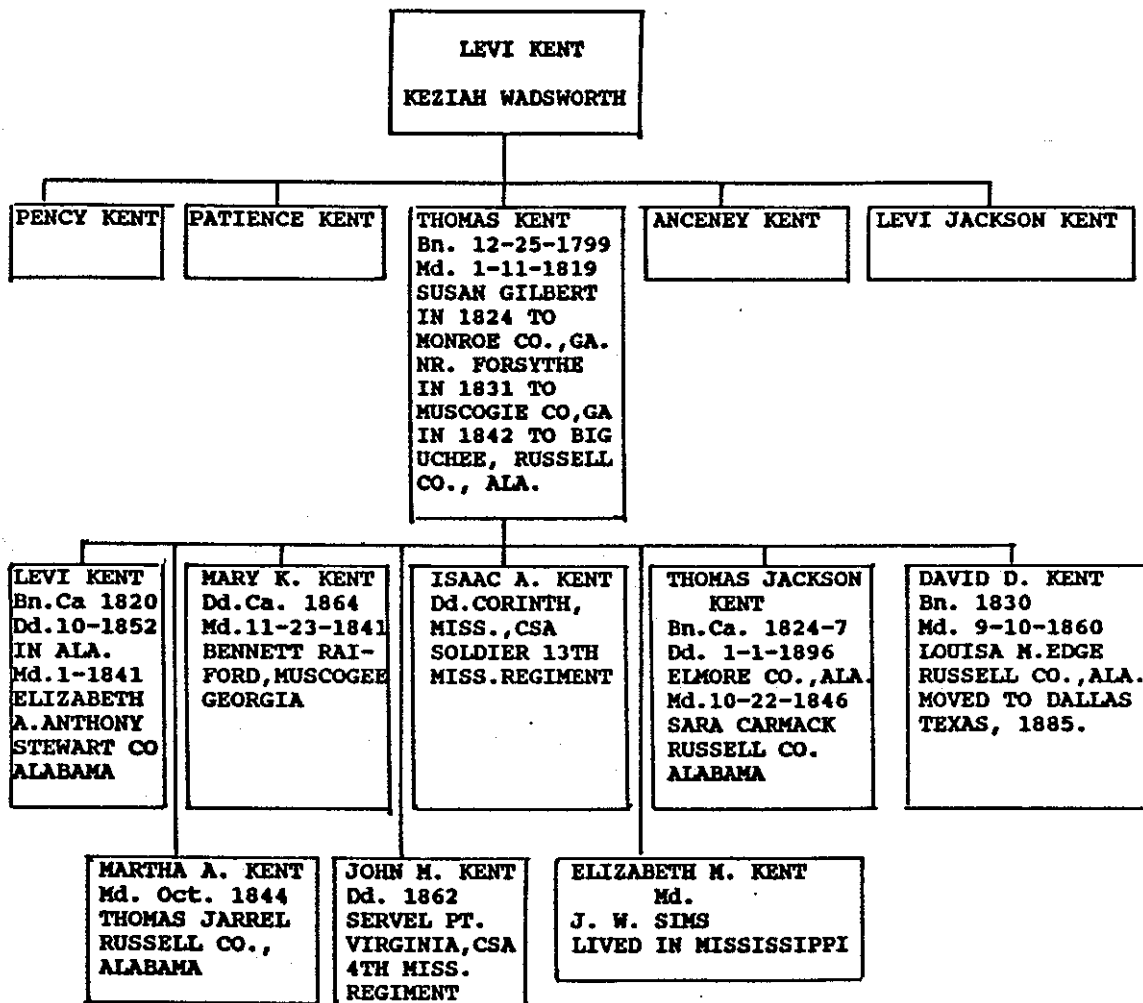 LEVI KENT
KEZIAH WADSWORTH
PENCY KENT
PATIENCE KENT
THOMAS KENT
Bn. 12-25-1799
Md. 1-11-1819
SUSAN GILBERT
IN 1824 TO
MONROE CO.,GA.
NR. FORSYTHE
IN 1831 TO
MUSCOGIE CO,GA
IN 1842 TO BIG
UCHEE, RUSSELL
CO., ALA.
ANCENEY KENT
LEVI JACKSON KENT
LEVI KENT
Bn.Ca 1820
Dd.10-1852
IN ALA.
Md.1-1841
ELIZABETH
A.ANTHONY
STEWART CO
ALABAMA
MARY K. KENT
Dd.Ca. 1864
Md.11-23-1841
BENNETT RAI-
FORD,MUSCOGEE
GEORGIA
ISAAC A. KENT
Dd.CORINTH,
MISS.,CSA
SOLDIER 13TH
MISS.REGIMENT
THOMAS JACKSON
KENT
Bn.Ca. 1824-7
Dd. 1-1-1896
ELMORE CO.,ALA.
Md.10-22-1846
SARA CARMACK
RUSSELL CO.
ALABAMA
DAVID D. KENT
Bn. 1830
Md. 9-10-1860
LOUISA M.EDGE
RUSSELL CO.,ALA.
MOVED TO DALLAS
TEXAS, 1885.
MARTHA A. KENT
Md. Oct. 1844
THOMAS JARREL
RUSSELL CO.,
ALABAMA
JOHN M. KENT
Dd. 1862
SERVEL PT.
VIRGINIA,CSA
4TH MISS.
REGIMENT
ELIZABETH M. KENT
Md.
J. W. SIMS
LIVED IN MISSISSIPPI